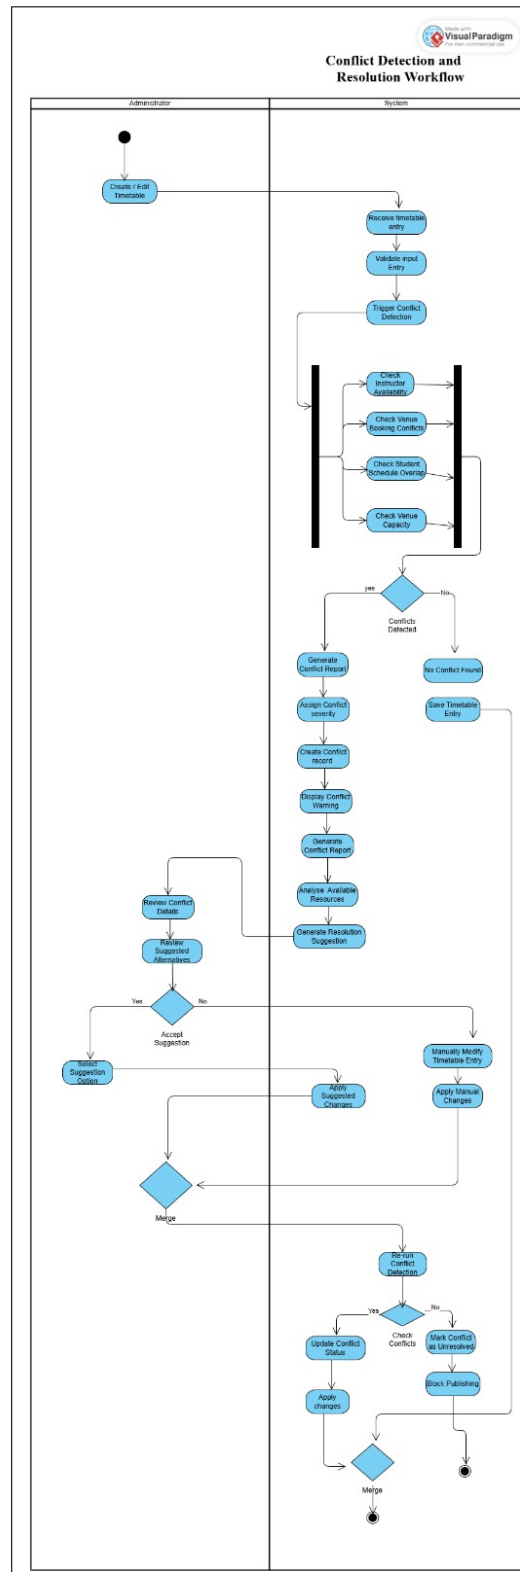 Made with
VisualParadigm
For non-commercial use
Conflict Detection and
Resolution Workflow
Administrator
System
Create / Edit
Timetable
Receive timetable
entry
Validate input
Entry
Trigger Conflict
Detection
Check
Instructor
Availability
Check Venue
Booking Conflicts
Check Student
Schedule Overlap
Check Venue
Capacity
yes
No
Conflicts
Detected
Generate
Conflict Report
No Conflict Found
Assign Conflict
severity
Save Timetable
Entry
Create Conflict
record
Display Conflict
Warning
Generate
Conflict Report
Analyse Available
Resources
Generate Resolution
Suggestion
Review Conflict
Details
Review
Suggested
Alternatives
Yes
No
Accept
Suggestion
Select
Suggestion
Option
Manually Modify
Timetable Entry
Apply
Suggested
Changes
Apply Manual
Changes
Merge
Re-run
Conflict
Detection
Yes
No
Check
Conflicts
Update Conflict
Status
Mark Conflict
as Unresolved
Apply
changes
Block Publishing
Merge